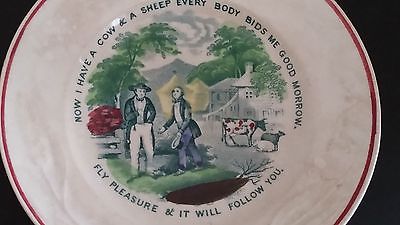 NOW I HAVE A COW & A SHEEP EVERY BODY BIDS ME GOOD MORROW.
FLY PLEASURE & IT WILL FOLLOW YOU.